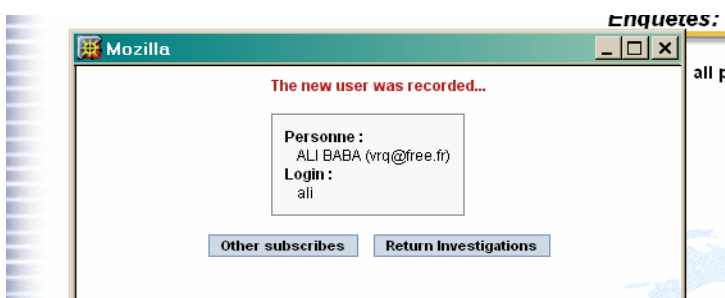 Enquetes:
Mozilla
all p
The new user was recorded...
Personne :
ALI BABA (vrq@free.fr)
Login :
ali
Other subscribes Return Investigations